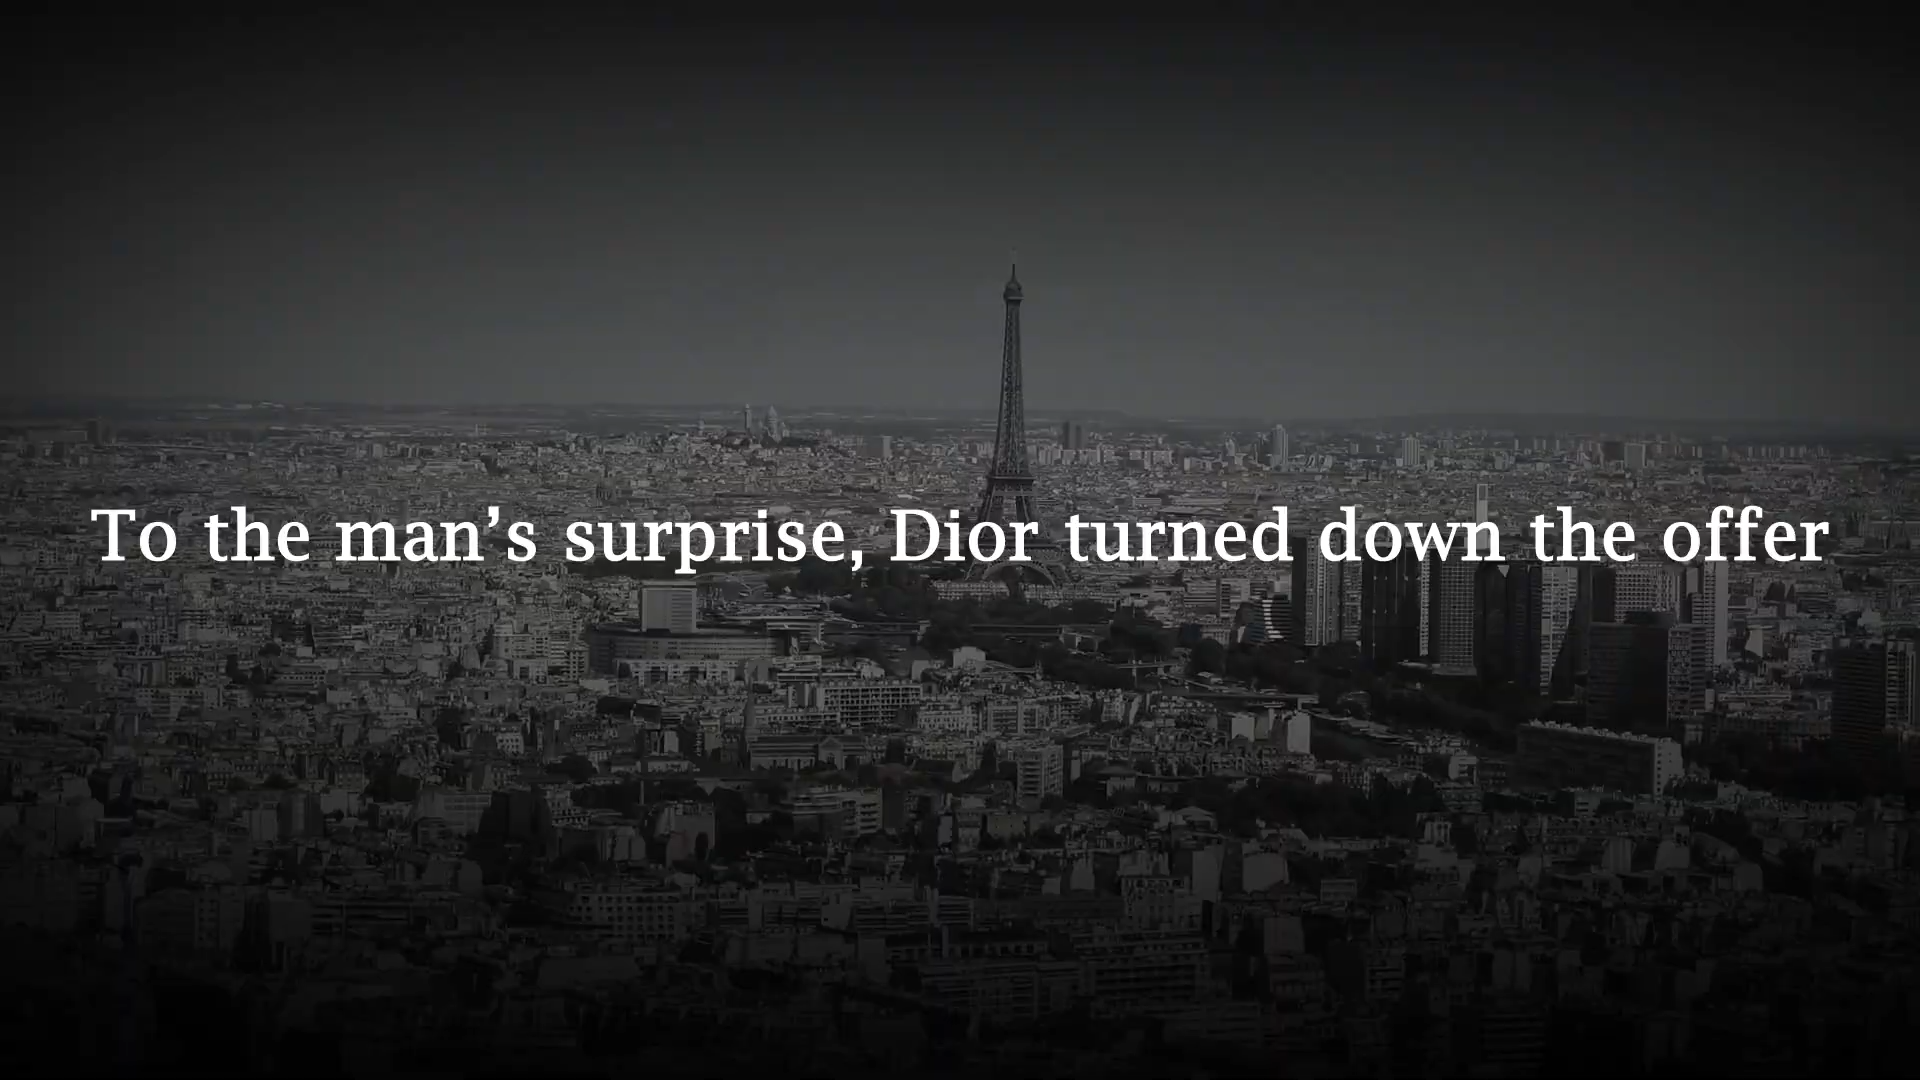 To the man’s surprise, Dior turned down the offer